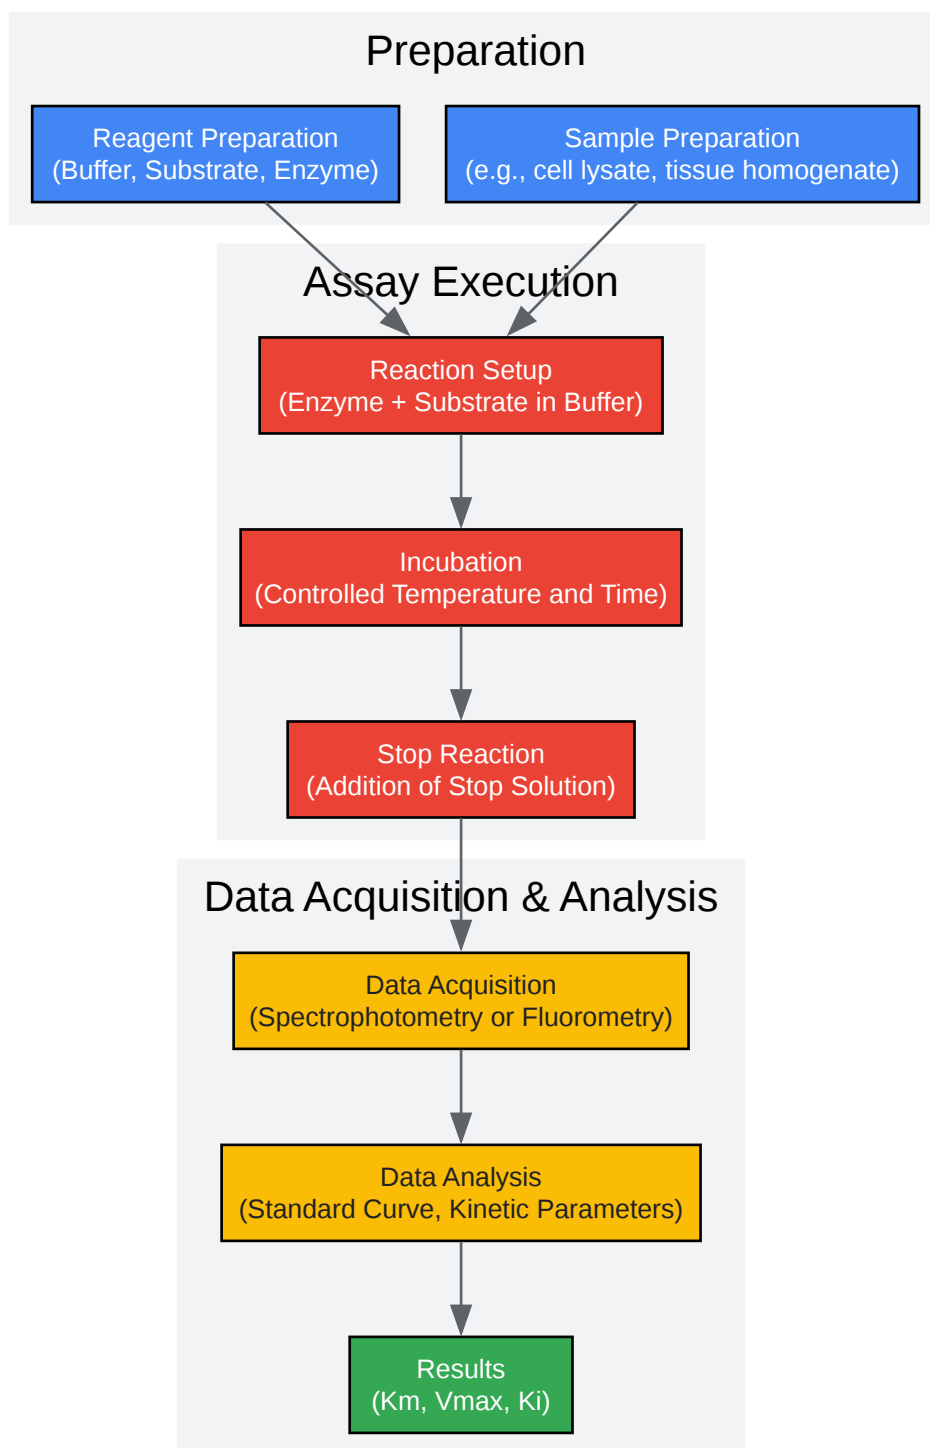 Preparation
Reagent Preparation
(Buffer, Substrate, Enzyme)
Sample Preparation
(e.g., cell lysate, tissue homogenate)
Assay Execution
Reaction Setup
(Enzyme + Substrate in Buffer)
Incubation
(Controlled Temperature and Time)
Stop Reaction
(Addition of Stop Solution)
Data Acquisition & Analysis
Data Acquisition
(Spectrophotometry or Fluorometry)
Data Analysis
(Standard Curve, Kinetic Parameters)
Results
(Km, Vmax, Ki)